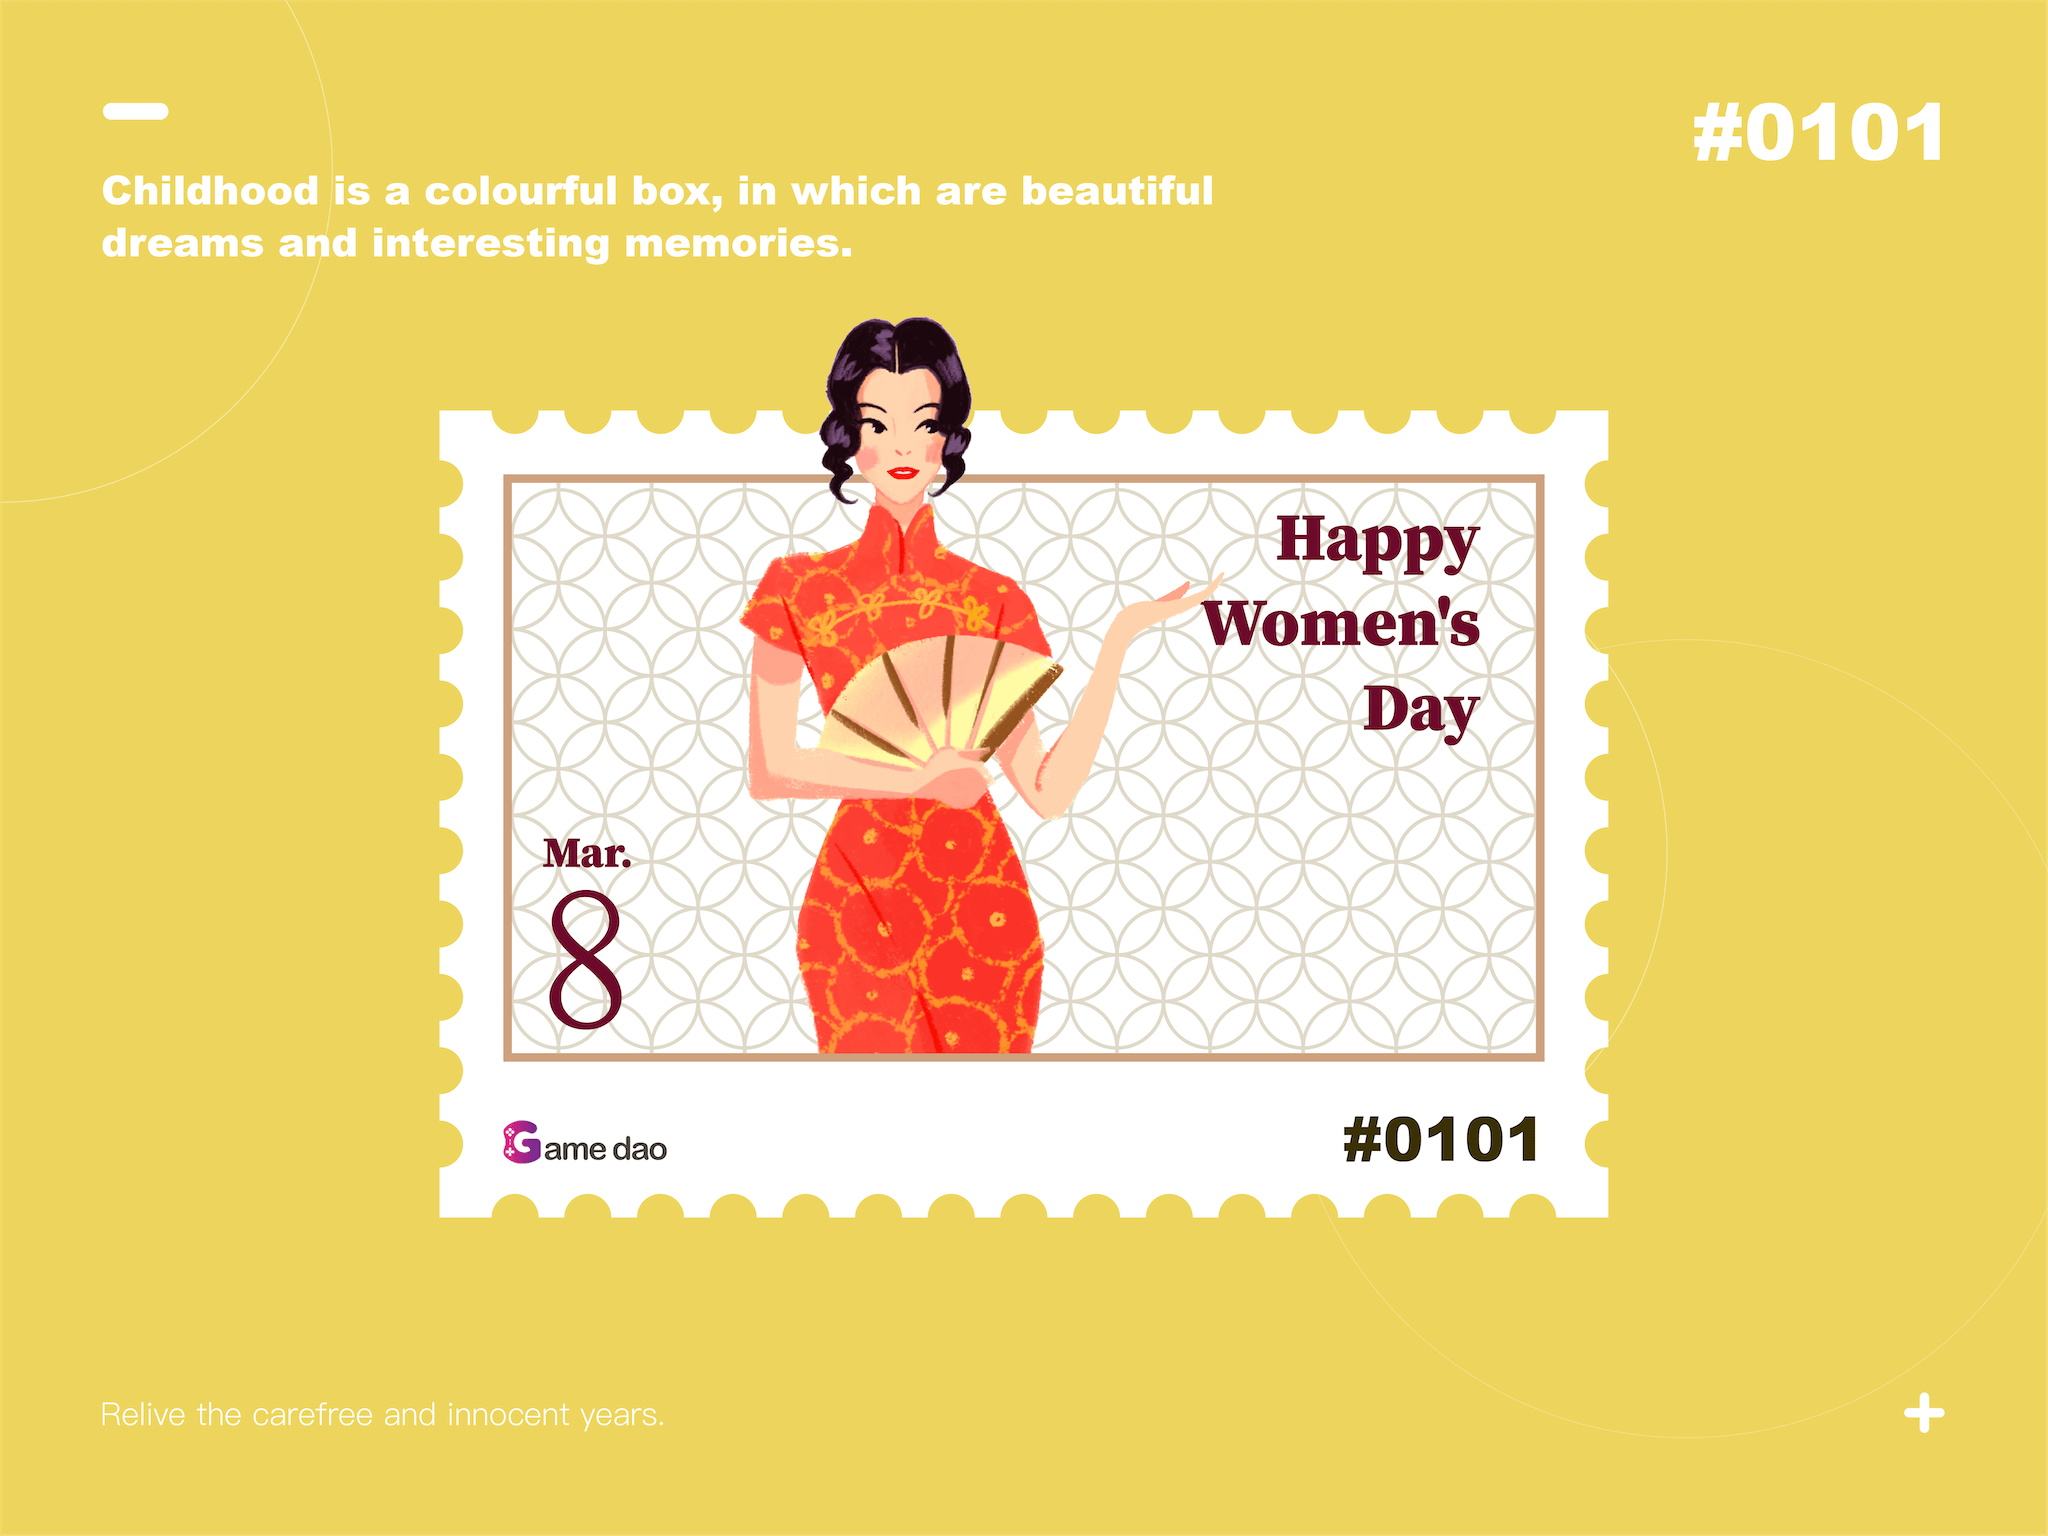 #0101
Childhood is a colourful box, in which are beautiful
dreams and interesting memories.
Happy
Women's
Day
Mar.
8
Game dao
#0101
Relive the carefree and innocent years.